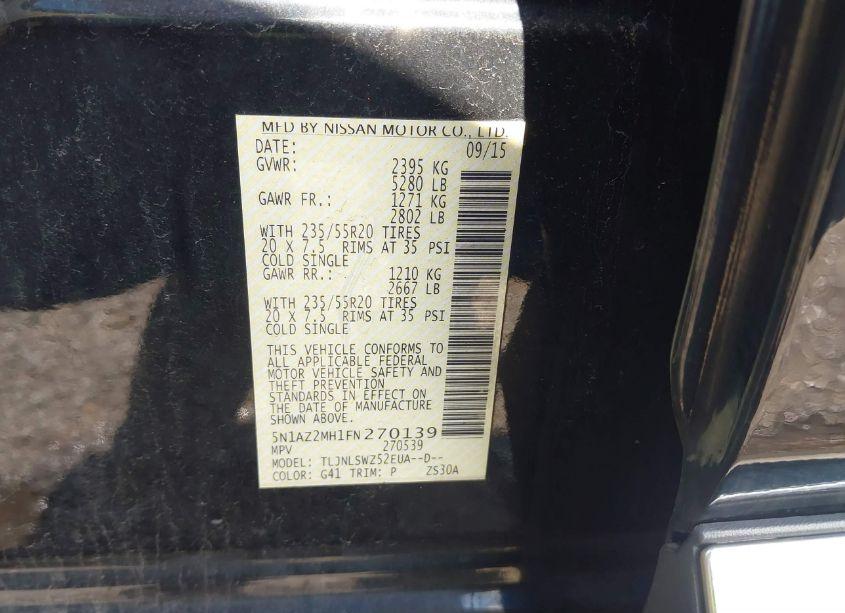 MFD BY NISSAN MOTOR CO., LTD.
DATE: 09/15
GVWR: 2395 KG
5280 LB
GAWR FR.: 1271 KG
2802 LB
WITH 235/55R20 TIRES
20 X 7.5 RIMS AT 35 PSI
COLD SINGLE
GAWR RR.: 1210 KG
2667 LB
WITH 235/55R20 TIRES
20 X 7.5 RIMS AT 35 PSI
COLD SINGLE
THIS VEHICLE CONFORMS TO
ALL APPLICABLE FEDERAL
MOTOR VEHICLE SAFETY AND
THEFT PREVENTION
STANDARDS IN EFFECT ON
THE DATE OF MANUFACTURE
SHOWN ABOVE.
5N1AZ2MH1FN270139
MPV 270539
MODEL: TLJNLSWZ52EUA--D--
COLOR: G41 TRIM: P ZS30A